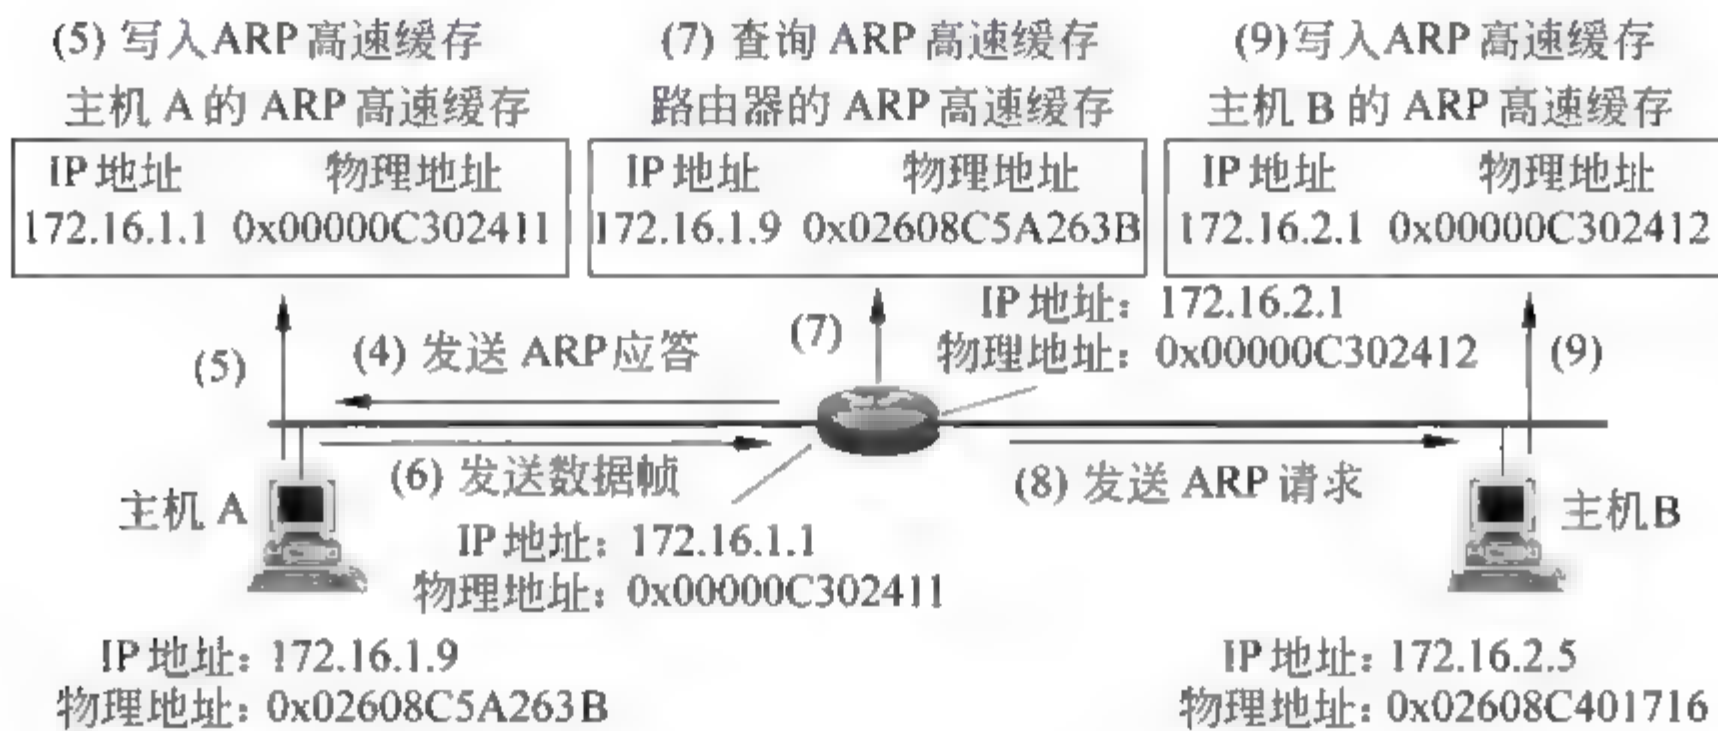 (5) 写入ARP高速缓存
主机 A 的 ARP 高速缓存
IP地址 物理地址
172.16.1.1 0x00000C302411
(7) 查询 ARP 高速缓存
路由器的 ARP 高速缓存
IP地址 物理地址
172.16.1.9 0x02608C5A263B
(9)写入ARP高速缓存
主机 B 的 ARP 高速缓存
IP地址 物理地址
172.16.2.1 0x00000C302412
IP 地址: 172.16.2.1
物理地址: 0x00000C302412
(5)
(4) 发送 ARP应答
(7)
(9)
(6) 发送数据帧
(8) 发送 ARP 请求
主机 A
IP 地址: 172.16.1.1
物理地址: 0x00000C302411
主机B
IP 地址: 172.16.1.9
物理地址: 0x02608C5A263B
IP 地址: 172.16.2.5
物理地址: 0x02608C401716